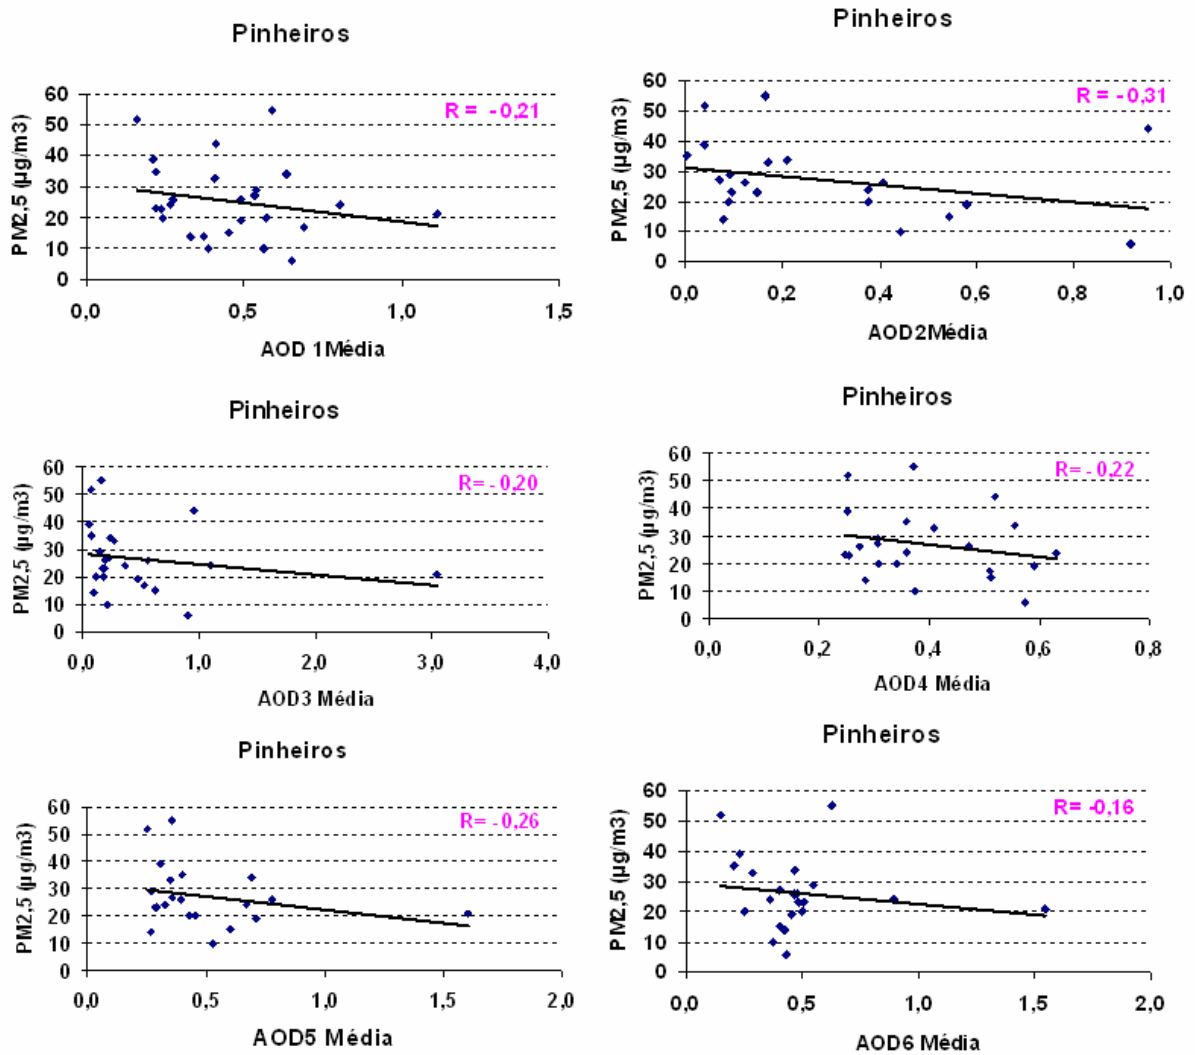 Pinheiros
R = -0,21
PM2,5 (µg/m3)
60
50
40
30
20
10
0
0,0 0,5 1,0 1,5
AOD 1Média
Pinheiros
R = -0,31
PM2,5 (µg/m3)
60
50
40
30
20
10
0
0,0 0,2 0,4 0,6 0,8 1,0
AOD2Média
Pinheiros
R= -0,20
PM2,5 (µg/m3)
60
50
40
30
20
10
0
0,0 1,0 2,0 3,0 4,0
AOD3 Média
Pinheiros
R= -0,22
PM2,5 (µg/m3)
60
50
40
30
20
10
0
0,0 0,2 0,4 0,6 0,8
AOD4 Média
Pinheiros
R= -0,26
PM2,5 (µg/m3)
60
50
40
30
20
10
0
0,0 0,5 1,0 1,5 2,0
AOD5 Média
Pinheiros
R= -0,16
PM2,5 (µg/m3)
60
50
40
30
20
10
0
0,0 0,5 1,0 1,5 2,0
AOD6 Média